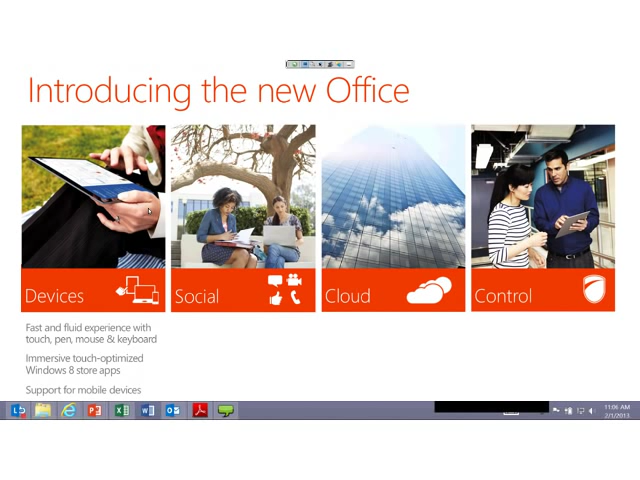 Introducing the new Office
Devices
Social
Cloud
Control
Fast and fluid experience with
touch, pen, mouse & keyboard
Immersive touch-optimized
Windows 8 store apps
Support for mobile devices
11:06 AM
2/1/2013